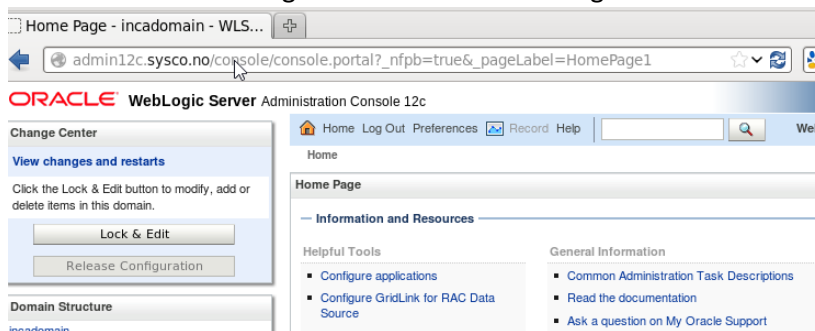 Home Page - incadomain - WLS...
admin12c.sysco.no/console/console.portal?_nfpb=true&_pageLabel=HomePage1
ORACLE WebLogic Server Administration Console 12c
Change Center
View changes and restarts
Click the Lock & Edit button to modify, add or
delete items in this domain.
Lock & Edit
Release Configuration
Domain Structure
incadomain
Home Log Out Preferences Record Help
Home
Home Page
Information and Resources
Helpful Tools
Configure applications
Configure GridLink for RAC Data
Source
General Information
Common Administration Task Descriptions
Read the documentation
Ask a question on My Oracle Support